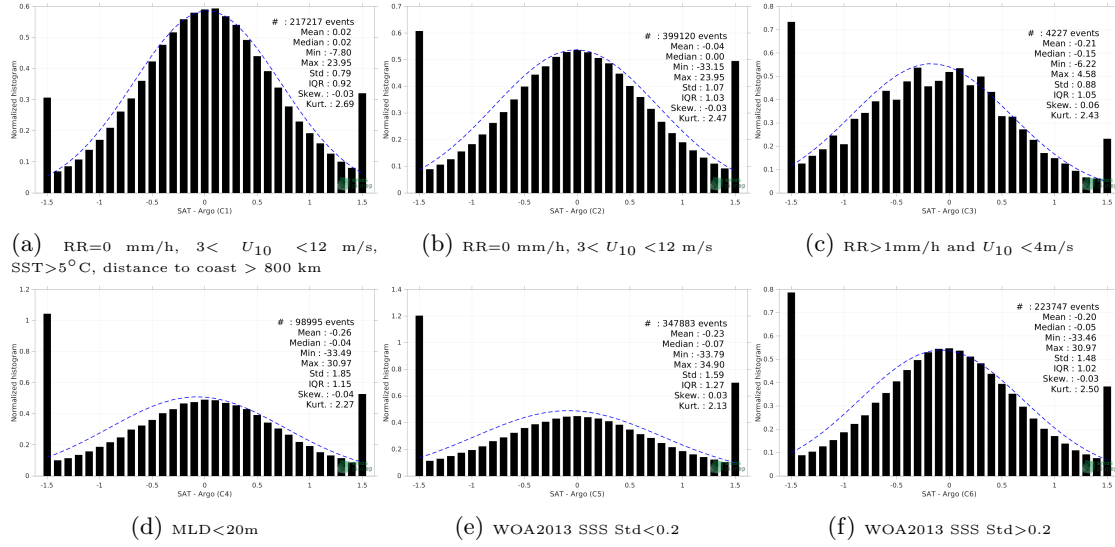 # : 217217 events
Mean : 0.02
Median : 0.02
Min : -7.80
Max : 23.95
Std : 0.79
IQR : 0.92
Skew. : -0.03
Kurt. : 2.69
Normalized histogram
0.6
0.5
0.4
0.3
0.2
0.1
0
-1.5 -1 -0.5 0 0.5 1 1.5
SAT - Argo (C1)
(a) RR=0 mm/h, 3< U10 <12 m/s,
SST>5°C, distance to coast > 800 km
# : 399120 events
Mean : -0.04
Median : 0.00
Min : -33.15
Max : 23.95
Std : 1.07
IQR : 1.03
Skew. : -0.03
Kurt. : 2.47
Normalized histogram
0.7
0.6
0.5
0.4
0.3
0.2
0.1
0
-1.5 -1 -0.5 0 0.5 1 1.5
SAT - Argo (C2)
(b) RR=0 mm/h, 3< U10 <12 m/s
# : 4227 events
Mean : -0.21
Median : -0.15
Min : -6.22
Max : 4.58
Std : 0.88
IQR : 1.05
Skew. : 0.06
Kurt. : 2.43
Normalized histogram
0.8
0.7
0.6
0.5
0.4
0.3
0.2
0.1
0
-1.5 -1 -0.5 0 0.5 1 1.5
SAT - Argo (C3)
(c) RR>1mm/h and U10 <4m/s
# : 98995 events
Mean : -0.26
Median : -0.04
Min : -33.49
Max : 30.97
Std : 1.85
IQR : 1.15
Skew. : -0.04
Kurt. : 2.27
Normalized histogram
1.2
1
0.8
0.6
0.4
0.2
0
-1.5 -1 -0.5 0 0.5 1 1.5
SAT - Argo (C4)
(d) MLD<20m
# : 347883 events
Mean : -0.23
Median : -0.07
Min : -33.79
Max : 34.90
Std : 1.59
IQR : 1.27
Skew. : 0.03
Kurt. : 2.13
Normalized histogram
1.4
1.2
1
0.8
0.6
0.4
0.2
0
-1.5 -1 -0.5 0 0.5 1 1.5
SAT - Argo (C5)
(e) WOA2013 SSS Std<0.2
# : 223747 events
Mean : -0.20
Median : -0.05
Min : -33.46
Max : 30.97
Std : 1.48
IQR : 1.02
Skew. : -0.03
Kurt. : 2.50
Normalized histogram
0.8
0.7
0.6
0.5
0.4
0.3
0.2
0.1
0
-1.5 -1 -0.5 0 0.5 1 1.5
SAT - Argo (C6)
(f) WOA2013 SSS Std>0.2